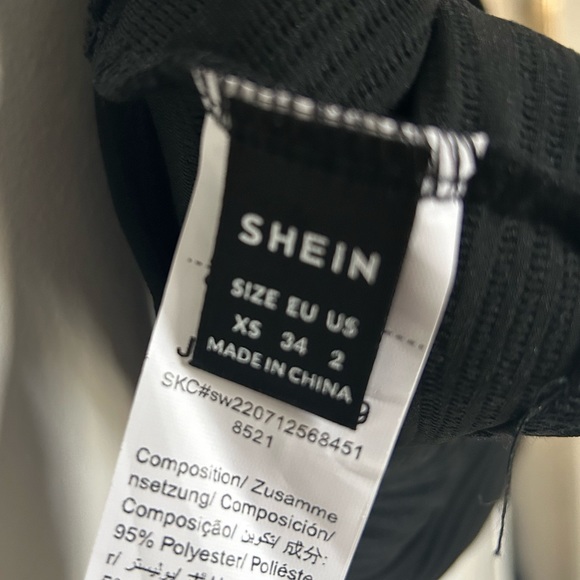 SHEIN
SIZE EU US
XS 34 2
MADE IN CHINA
SKC#sw220712568451
8521
Composition/ Zusamme
nsetzung/ Composición/
Composição/ تكوين/ 成分:
95% Polyester/ Poliéste
r/ بوليستر/